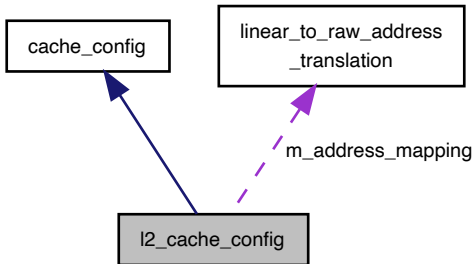 cache_config
linear_to_raw_address
_translation
m_address_mapping
l2_cache_config